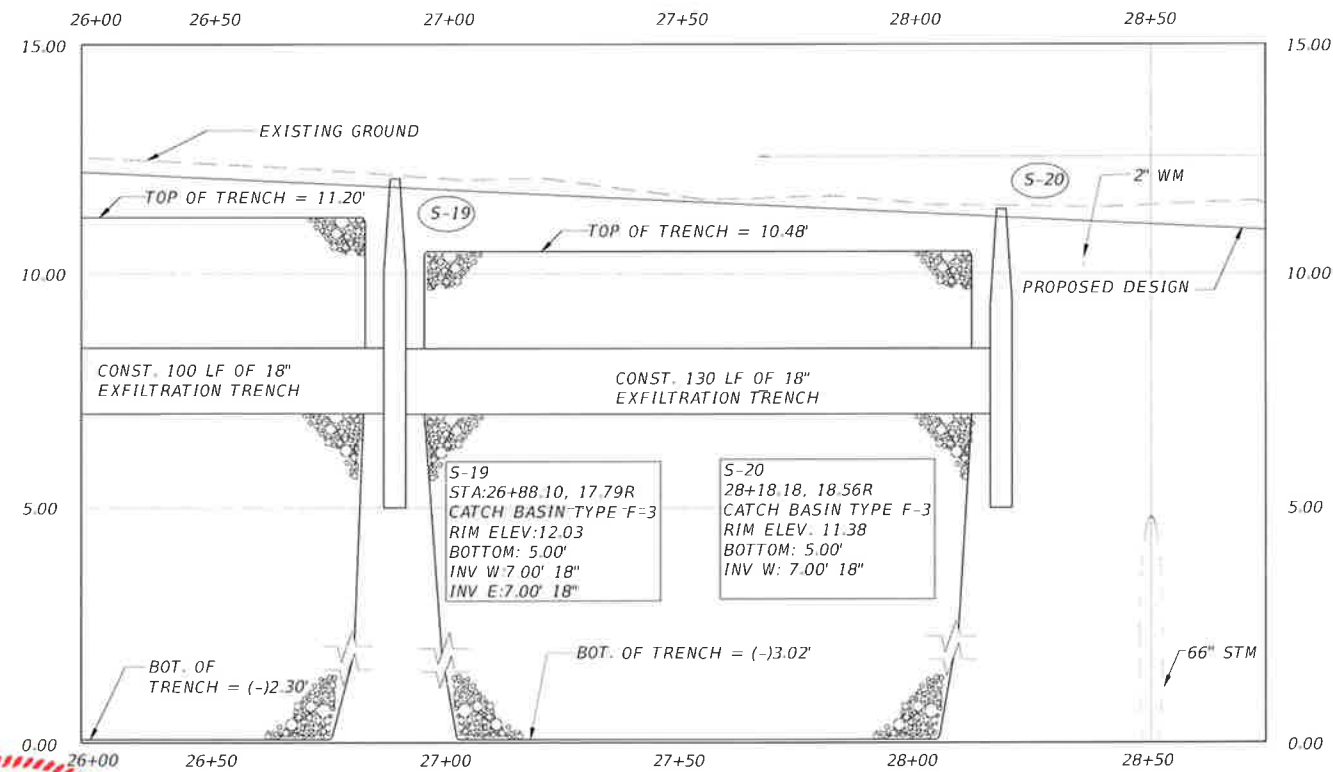 26+00 26+50 27+00 27+50 28+00 28+50
15.00 15.00
EXISTING GROUND
S-20
2" WM
TOP OF TRENCH = 11.20'
S-19
TOP OF TRENCH = 10.48'
10.00 10.00
PROPOSED DESIGN
CONST. 100 LF OF 18"
EXFILTRATION TRENCH
CONST. 130 LF OF 18"
EXFILTRATION TRENCH
S-19
STA:26+88.10, 17.79R
CATCH BASIN TYPE F-3
RIM ELEV:12.03
BOTTOM: 5.00'
INV W:7.00' 18"
INV E:7.00' 18"
S-20
28+18.18, 18.56R
CATCH BASIN TYPE F-3
RIM ELEV. 11.38
BOTTOM: 5.00'
INV W: 7.00' 18"
5.00 5.00
BOT. OF
TRENCH = (-)2.30'
BOT. OF TRENCH = (-)3.02'
66" STM
0.00 0.00
26+00 26+50 27+00 27+50 28+00 28+50